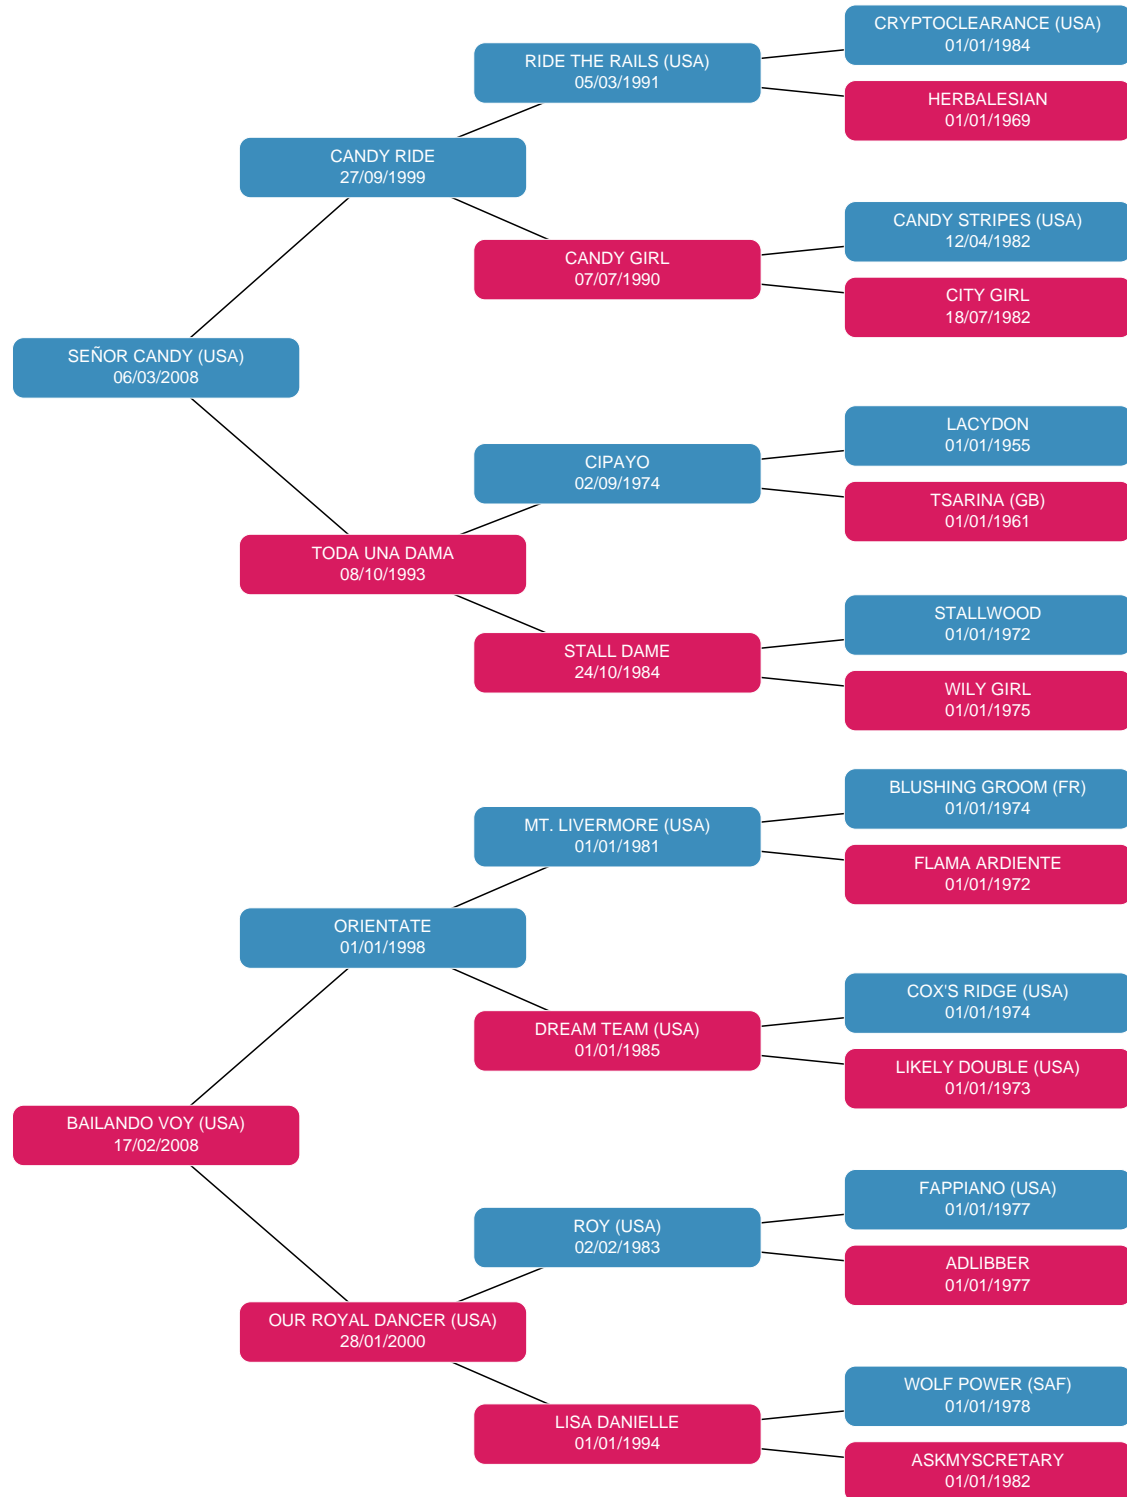 CRYPTOCLEARANCE (USA)
01/01/1984
RIDE THE RAILS (USA)
05/03/1991
HERBALESIAN
01/01/1969
CANDY RIDE
27/09/1999
CANDY STRIPES (USA)
12/04/1982
CANDY GIRL
07/07/1990
CITY GIRL
18/07/1982
SEÑOR CANDY (USA)
06/03/2008
LACYDON
01/01/1955
CIPAYO
02/09/1974
TSARINA (GB)
01/01/1961
TODA UNA DAMA
08/10/1993
STALLWOOD
01/01/1972
STALL DAME
24/10/1984
WILY GIRL
01/01/1975
BLUSHING GROOM (FR)
01/01/1974
MT. LIVERMORE (USA)
01/01/1981
FLAMA ARDIENTE
01/01/1972
ORIENTATE
01/01/1998
COX'S RIDGE (USA)
01/01/1974
DREAM TEAM (USA)
01/01/1985
LIKELY DOUBLE (USA)
01/01/1973
BAILANDO VOY (USA)
17/02/2008
FAPPIANO (USA)
01/01/1977
ROY (USA)
02/02/1983
ADLIBBER
01/01/1977
OUR ROYAL DANCER (USA)
28/01/2000
WOLF POWER (SAF)
01/01/1978
LISA DANIELLE
01/01/1994
ASKMYSCRETARY
01/01/1982